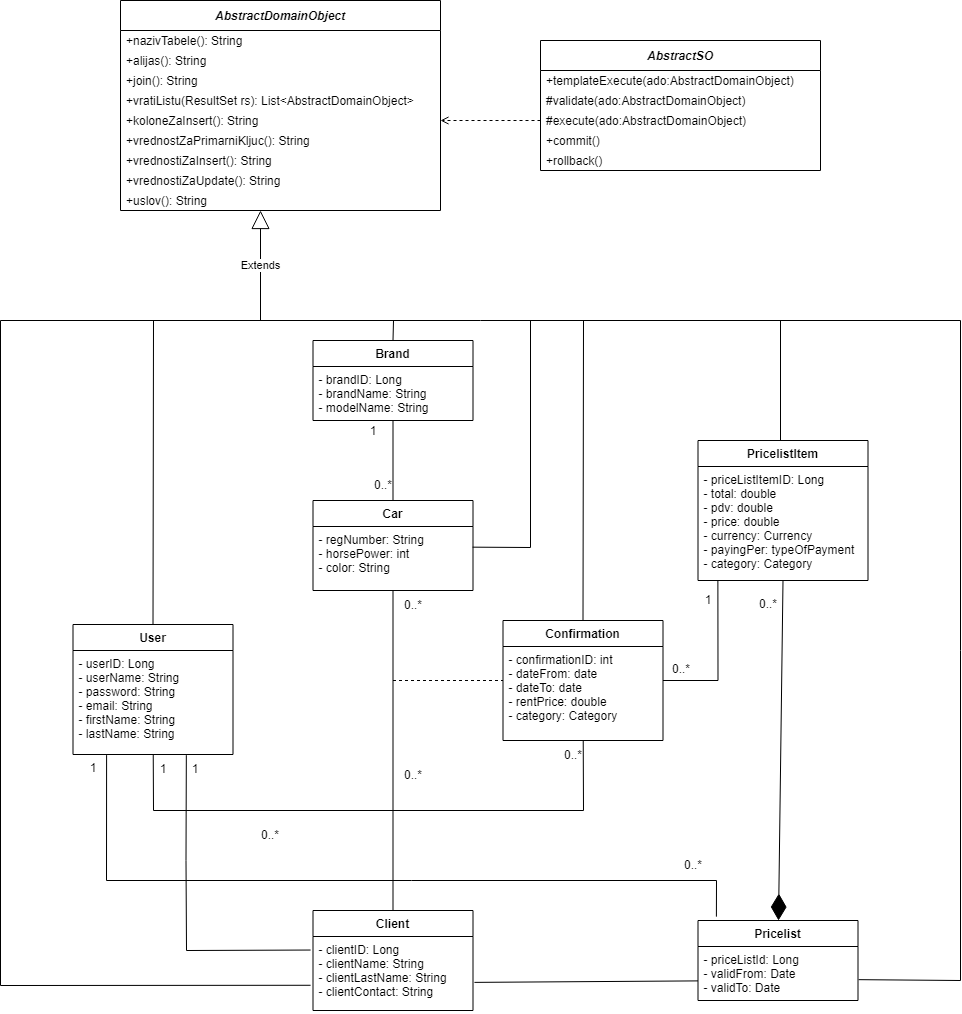 AbstractDomainObject
+nazivTabele(): String
+alijas(): String
+join(): String
+vratiListu(ResultSet rs): List<AbstractDomainObject>
+koloneZaInsert(): String
+vrednostZaPrimarniKljuc(): String
+vrednostiZaInsert(): String
+vrednostiZaUpdate(): String
+uslov(): String
AbstractSO
+templateExecute(ado:AbstractDomainObject)
#validate(ado:AbstractDomainObject)
#execute(ado:AbstractDomainObject)
+commit()
+rollback()
Extends
Brand
- brandID: Long
- brandName: String
- modelName: String
1
0..*
Car
- regNumber: String
- horsePower: int
- color: String
0..*
PricelistItem
- priceListItemID: Long
- total: double
- pdv: double
- price: double
- currency: Currency
- payingPer: typeOfPayment
- category: Category
1
0..*
User
- userID: Long
- userName: String
- password: String
- email: String
- firstName: String
- lastName: String
1
1
1
Confirmation
- confirmationID: int
- dateFrom: date
- dateTo: date
- rentPrice: double
- category: Category
0..*
0..*
0..*
0..*
0..*
Client
- clientID: Long
- clientName: String
- clientLastName: String
- clientContact: String
Pricelist
- priceListId: Long
- validFrom: Date
- validTo: Date